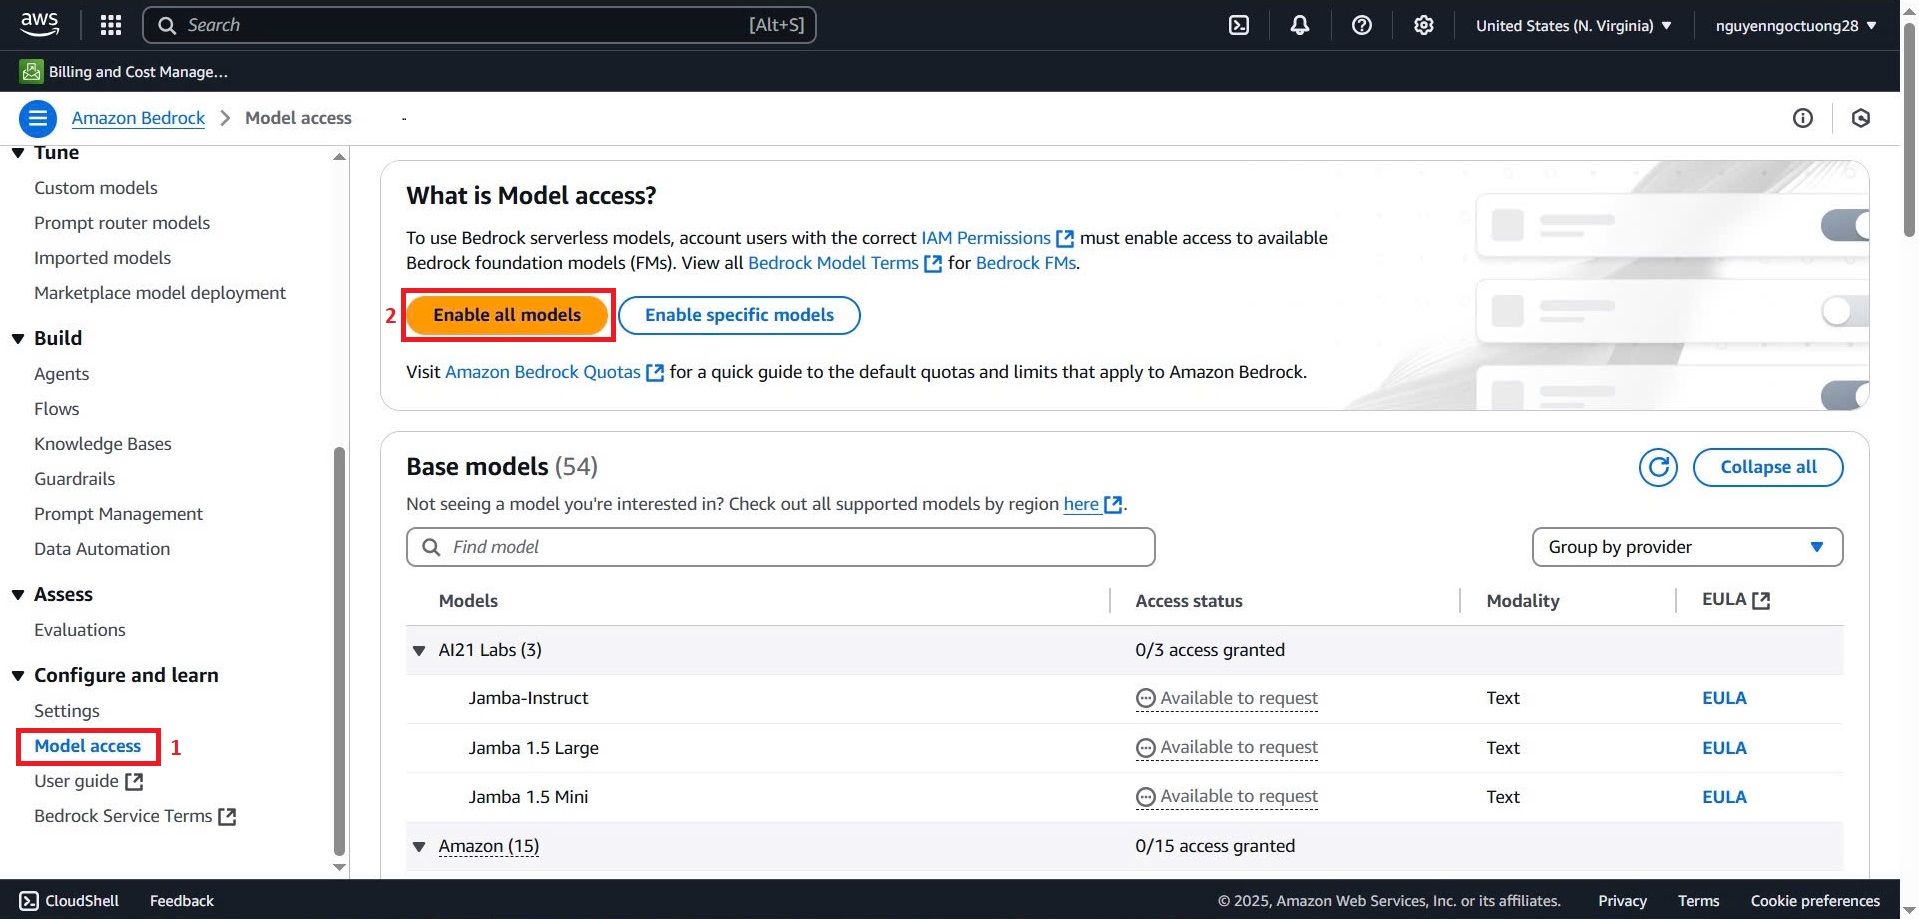 aws
Search [Alt+S]
United States (N. Virginia)
nguyenngoctuong28
Billing and Cost Manage...
Amazon Bedrock
Model access
Tune
Custom models
Prompt router models
Imported models
Marketplace model deployment
Build
Agents
Flows
Knowledge Bases
Guardrails
Prompt Management
Data Automation
Assess
Evaluations
Configure and learn
Settings
Model access 1
User guide
Bedrock Service Terms
What is Model access?
To use Bedrock serverless models, account users with the correct IAM Permissions must enable access to available
Bedrock foundation models (FMs). View all Bedrock Model Terms for Bedrock FMs.
2 Enable all models Enable specific models
Visit Amazon Bedrock Quotas for a quick guide to the default quotas and limits that apply to Amazon Bedrock.
Base models (54)
Collapse all
Not seeing a model you're interested in? Check out all supported models by region here.
Find model
Group by provider
Models Access status Modality EULA
AI21 Labs (3) 0/3 access granted
Jamba-Instruct Available to request Text EULA
Jamba 1.5 Large Available to request Text EULA
Jamba 1.5 Mini Available to request Text EULA
Amazon (15) 0/15 access granted
CloudShell Feedback © 2025, Amazon Web Services, Inc. or its affiliates. Privacy Terms Cookie preferences